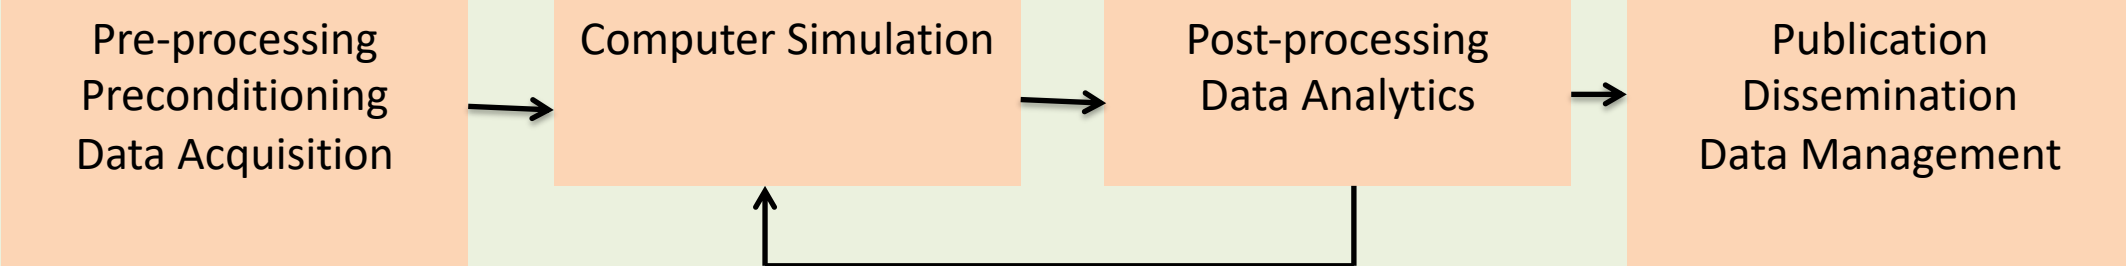 Pre-processing
Preconditioning
Data Acquisition
Computer Simulation
Post-processing
Data Analytics
Publication
Dissemination
Data Management